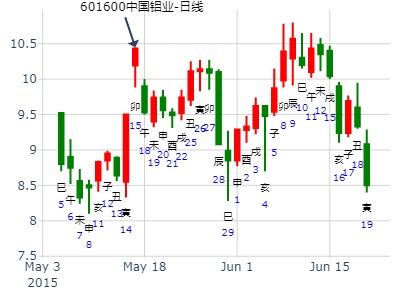 601600中国铝业-日线
10.5
10
9.5
9
8.5
8
7.5
巳
5
午
6
未
7
申
8
亥
11
子
12
丑
13
寅
14
卯
15
午
18
未
19
申
20
酉
21
戌
22
丑
25
寅
26
卯
27
辰
28
巳
29
申
1
酉
2
戌
3
亥
4
子
5
卯
8
辰
9
巳
10
午
11
未
12
戌
15
亥
16
子
17
丑
18
寅
19
May 3
2015
May 18
Jun 1
Jun 15